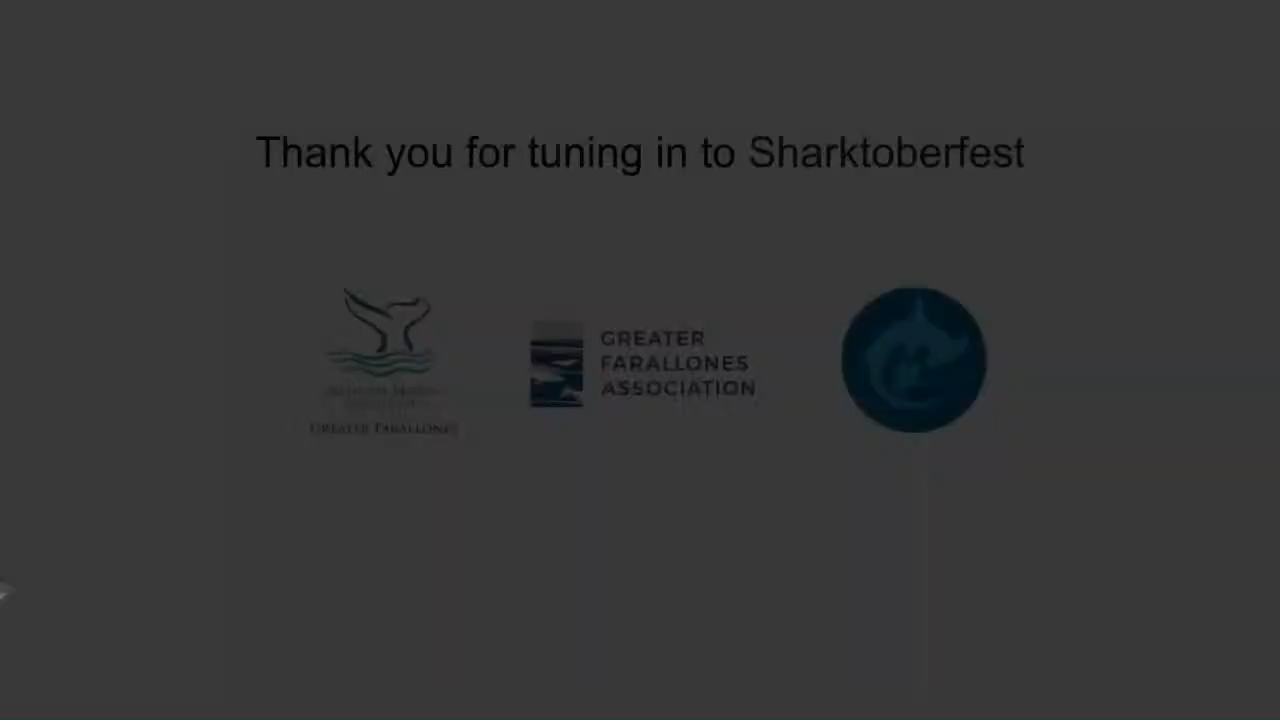 Thank you for tuning in to Sharktoberfest
GREATER
FARALLONES
ASSOCIATION
GREATER FARALLONES